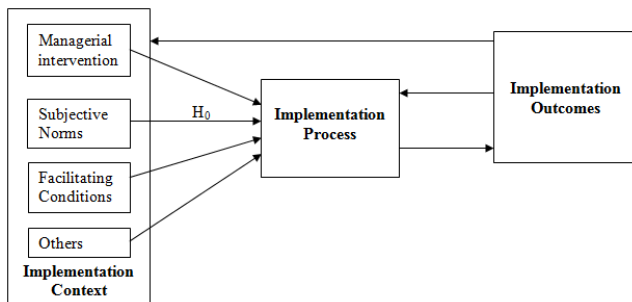 Managerial
intervention
Subjective
Norms
H₀
Facilitating
Conditions
Others
Implementation
Context
Implementation
Process
Implementation
Outcomes